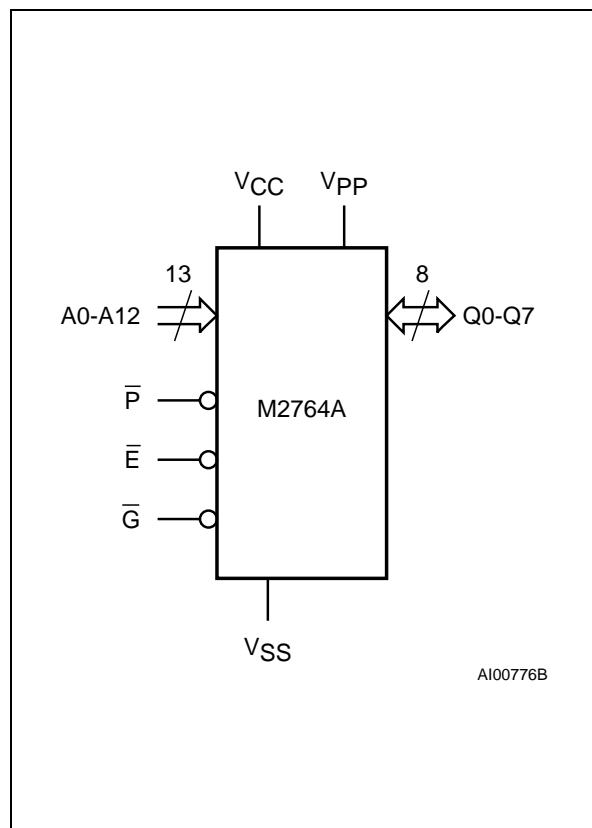 VCC VPP
13 8
A0-A12 Q0-Q7
P̅
M2764A
E̅
G̅
VSS
AI00776B